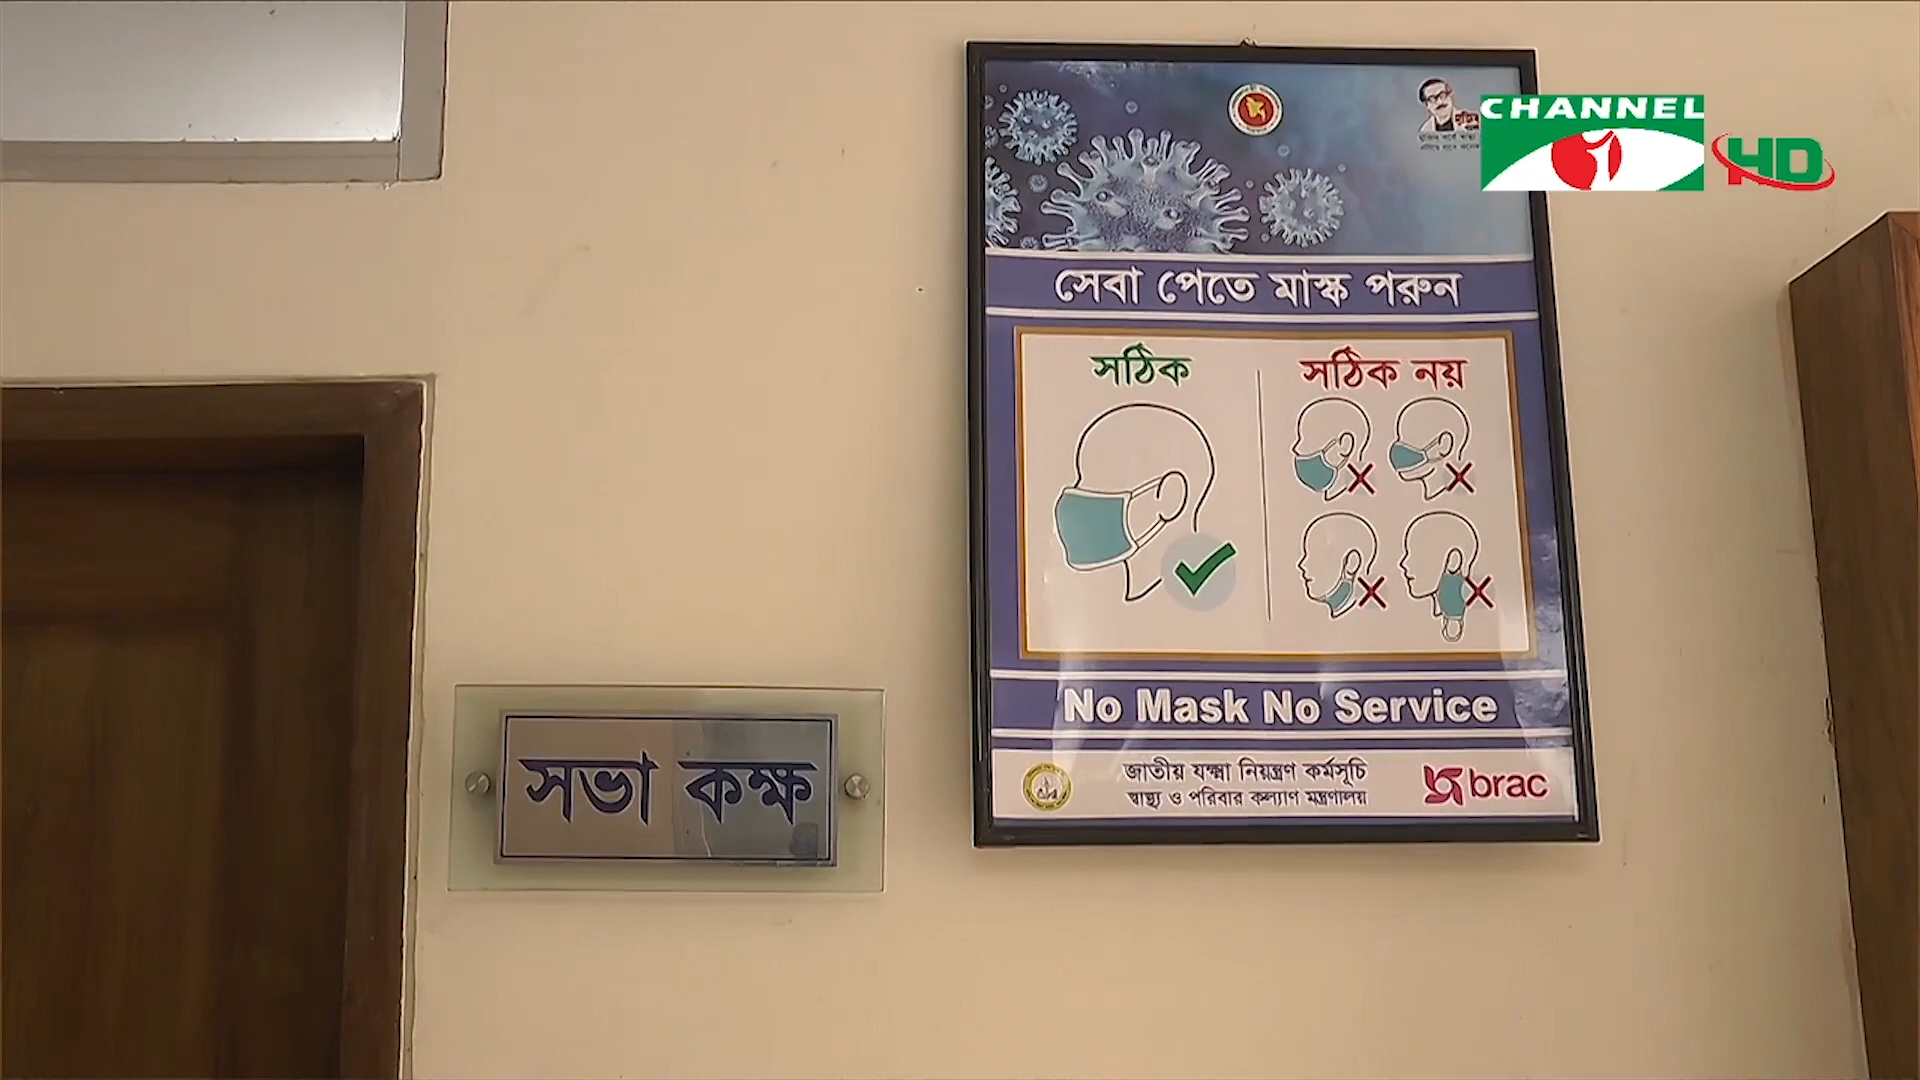 CHANNEL
HD
সেবা পেতে মাস্ক পরুন
সঠিক
সঠিক নয়
No Mask No Service
জাতীয় যক্ষ্মা নিয়ন্ত্রণ কর্মসূচি
স্বাস্থ্য ও পরিবার কল্যাণ মন্ত্রণালয়
brac
সভা কক্ষ